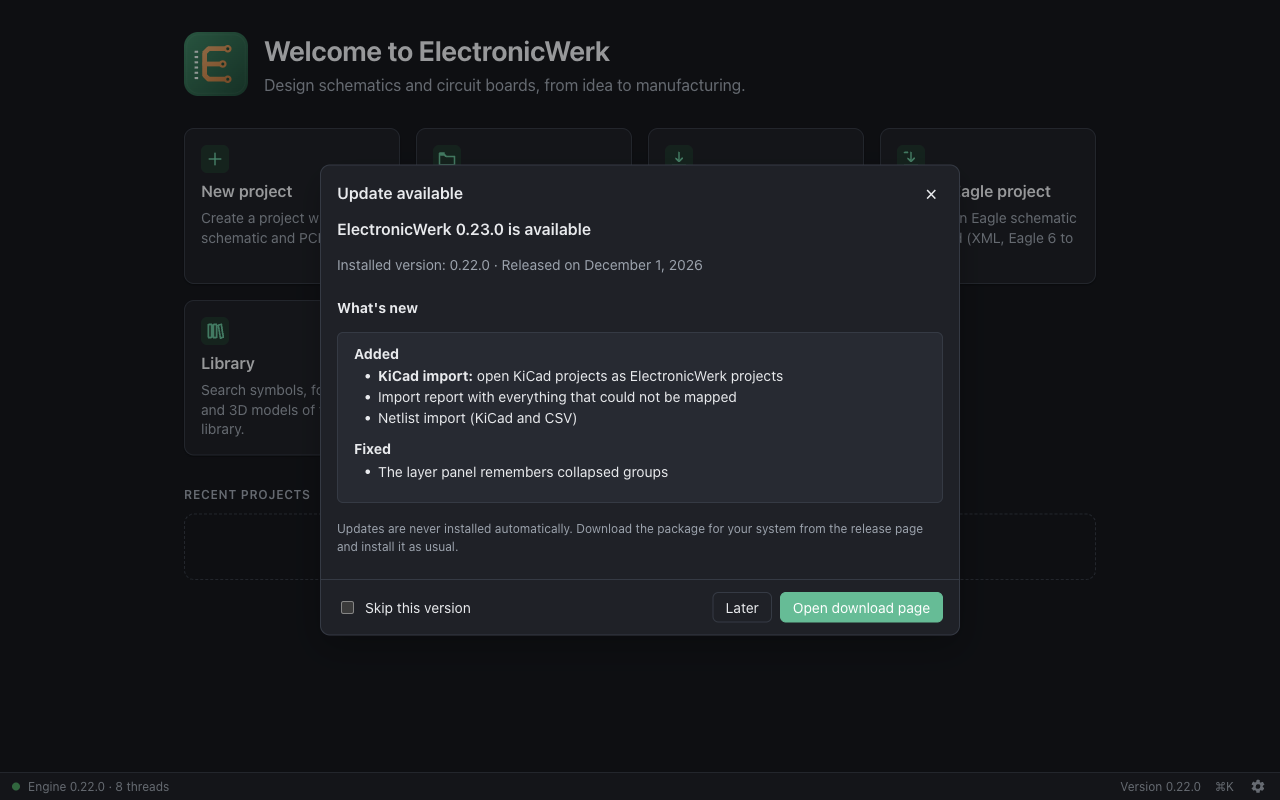 Welcome to ElectronicWerk
Design schematics and circuit boards, from idea to manufacturing.
New project
Create a project w
schematic and PC
agle project
n Eagle schematic
(XML, Eagle 6 to
Library
Search symbols, fo
and 3D models of
library.
RECENT PROJECTS
Update available
ElectronicWerk 0.23.0 is available
Installed version: 0.22.0 · Released on December 1, 2026
What's new
Added
• KiCad import: open KiCad projects as ElectronicWerk projects
• Import report with everything that could not be mapped
• Netlist import (KiCad and CSV)
Fixed
• The layer panel remembers collapsed groups
Updates are never installed automatically. Download the package for your system from the release page
and install it as usual.
Skip this version
Later
Open download page
Engine 0.22.0 · 8 threads
Version 0.22.0
⌘K